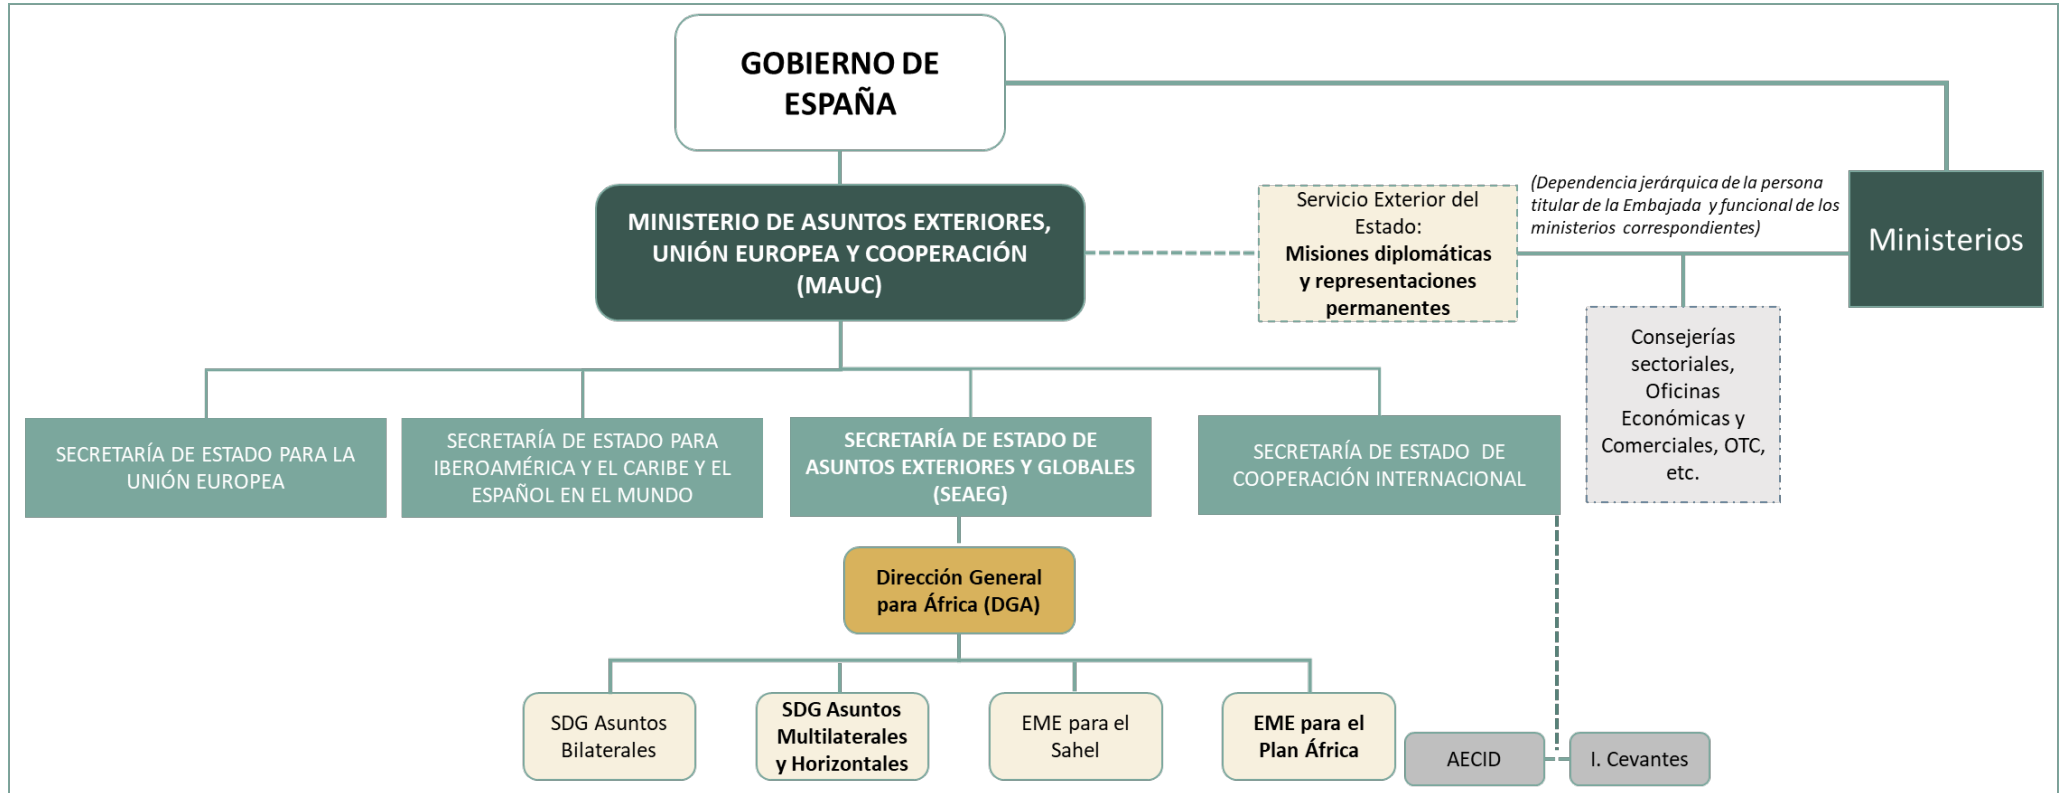 GOBIERNO DE
ESPAÑA
MINISTERIO DE ASUNTOS EXTERIORES,
UNIÓN EUROPEA Y COOPERACIÓN
(MAUC)
Servicio Exterior del
Estado:
Misiones diplomáticas
y representaciones
permanentes
(Dependencia jerárquica de la persona
titular de la Embajada y funcional de los
ministerios correspondientes)
Ministerios
Consejerías
sectoriales,
Oficinas
Económicas y
Comerciales, OTC,
etc.
SECRETARÍA DE ESTADO PARA LA
UNIÓN EUROPEA
SECRETARÍA DE ESTADO PARA
IBEROAMÉRICA Y EL CARIBE Y EL
ESPAÑOL EN EL MUNDO
SECRETARÍA DE ESTADO DE
ASUNTOS EXTERIORES Y GLOBALES
(SEAEG)
SECRETARÍA DE ESTADO DE
COOPERACIÓN INTERNACIONAL
Dirección General
para África (DGA)
SDG Asuntos
Bilaterales
SDG Asuntos
Multilaterales
y Horizontales
EME para el
Sahel
EME para el
Plan África
AECID
I. Cevantes